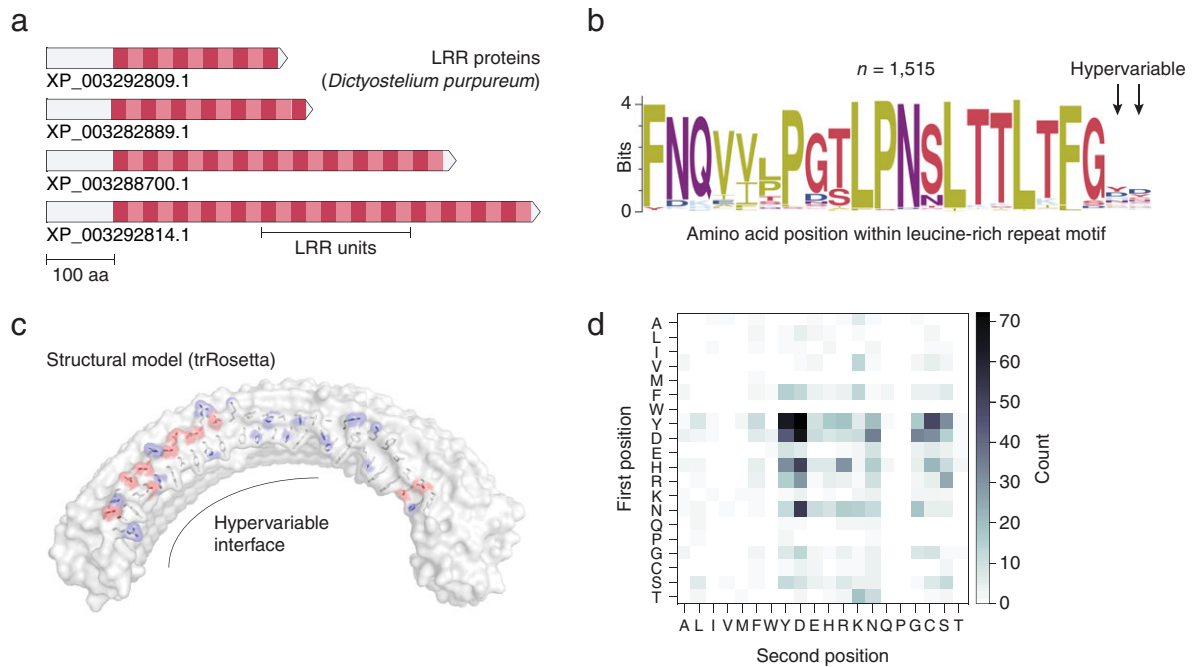 a
LRR proteins
(Dictyostelium purpureum)
XP_003292809.1
XP_003282889.1
XP_003288700.1
XP_003292814.1
LRR units
100 aa
b
n = 1,515
Hypervariable
4
Bits
0
FNQVVLPGTLPNSLTTLTFG
Amino acid position within leucine-rich repeat motif
c
Structural model (trRosetta)
Hypervariable
interface
d
First position
A
L
I
V
M
F
W
Y
D
E
H
R
K
N
Q
P
G
C
S
T
A L I V M F W Y D E H R K N Q P G C S T
Second position
70
60
50
40
30
20
10
0
Count